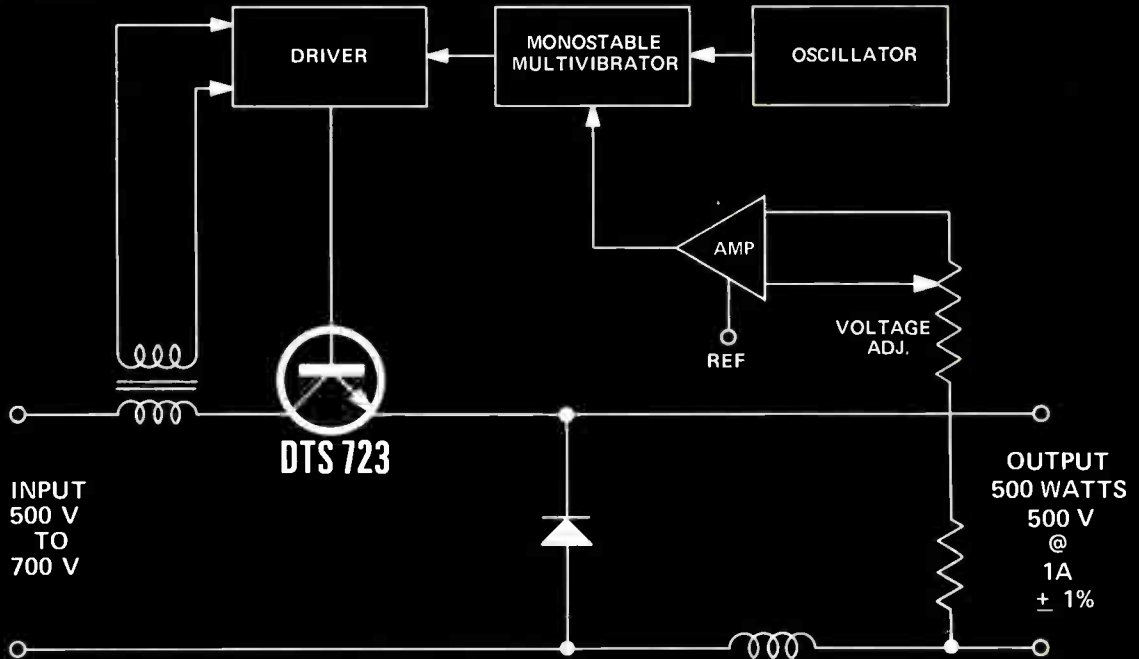 DRIVER
MONOSTABLE
MULTIVIBRATOR
OSCILLATOR
AMP
REF
VOLTAGE
ADJ.
DTS 723
INPUT
500 V
TO
700 V
OUTPUT
500 WATTS
500 V
@
1A
± 1%